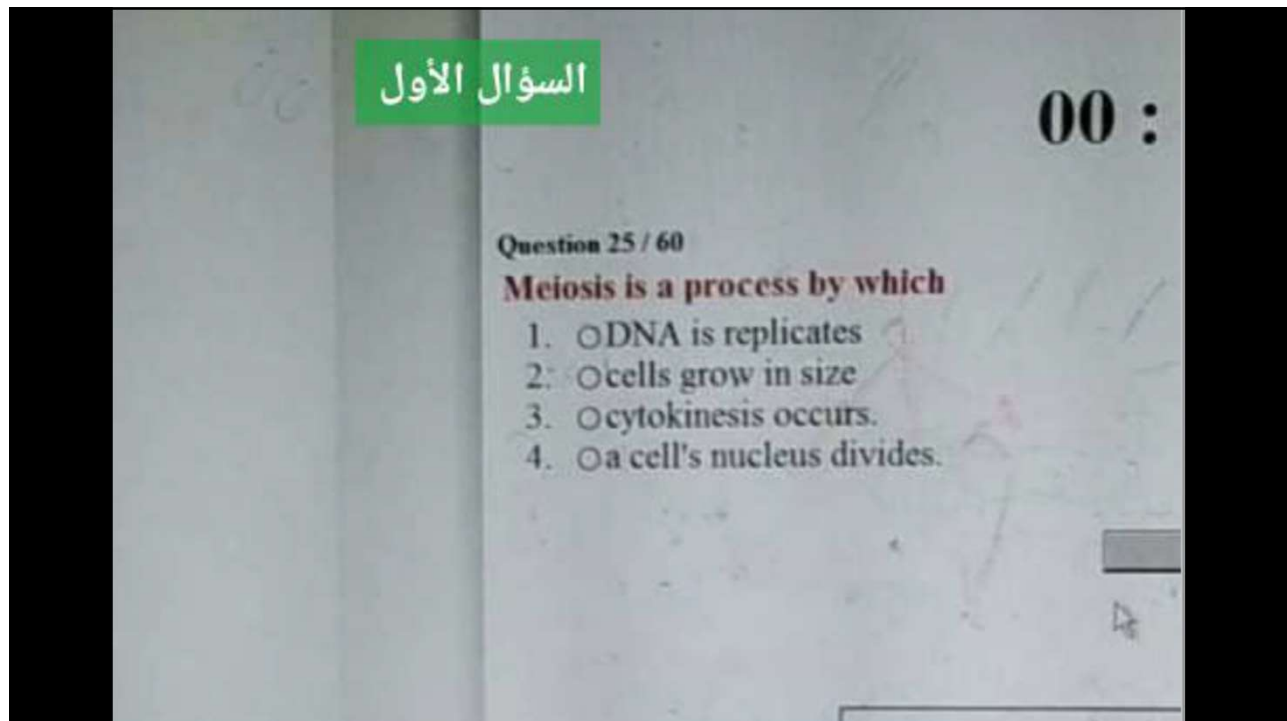 السؤال الأول
00 :
Question 25 / 60
Meiosis is a process by which
1. DNA is replicates
2. cells grow in size
3. cytokinesis occurs.
4. a cell's nucleus divides.